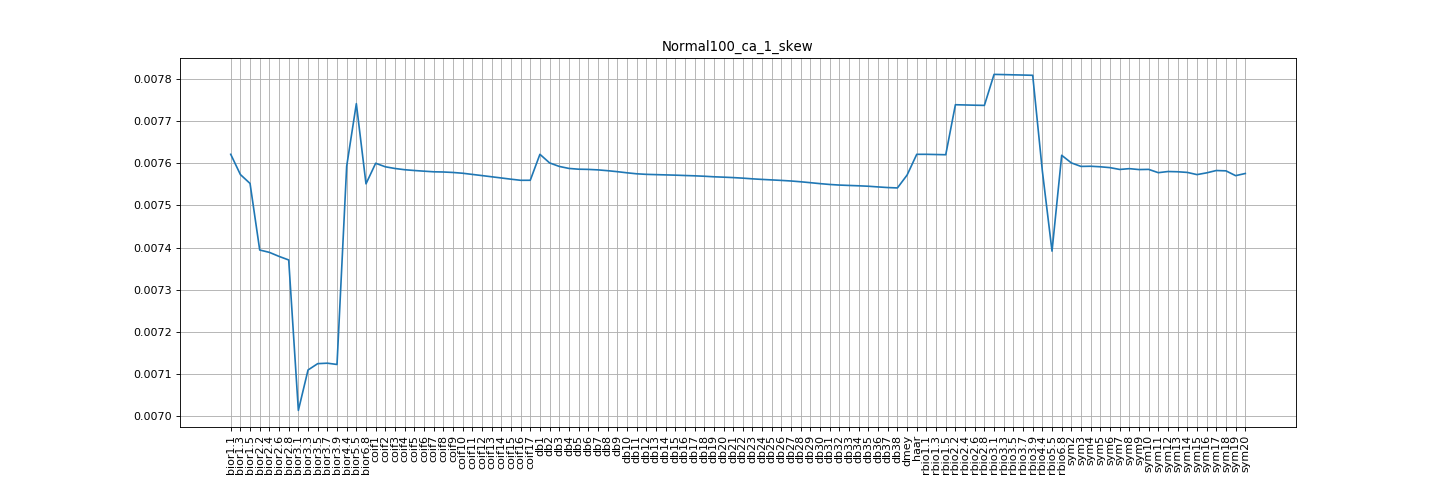 Normal100_ca_1_skew
0.0078
0.0077
0.0076
0.0075
0.0074
0.0073
0.0072
0.0071
0.0070
bior1.1
bior1.3
bior1.5
bior2.2
bior2.4
bior2.6
bior2.8
bior3.1
bior3.3
bior3.5
bior3.7
bior3.9
bior4.4
bior5.5
bior6.8
coif1
coif2
coif3
coif4
coif5
coif6
coif7
coif8
coif9
coif10
coif11
coif12
coif13
coif14
coif15
coif16
coif17
db1
db2
db3
db4
db5
db6
db7
db8
db9
db10
db11
db12
db13
db14
db15
db16
db17
db18
db19
db20
db21
db22
db23
db24
db25
db26
db27
db28
db29
db30
db31
db32
db33
db34
db35
db36
db37
db38
dmey
haar
rbio1.1
rbio1.3
rbio1.5
rbio2.2
rbio2.4
rbio2.6
rbio2.8
rbio3.1
rbio3.3
rbio3.5
rbio3.7
rbio3.9
rbio4.4
rbio5.5
rbio6.8
sym2
sym3
sym4
sym5
sym6
sym7
sym8
sym9
sym10
sym11
sym12
sym13
sym14
sym15
sym16
sym17
sym18
sym19
sym20